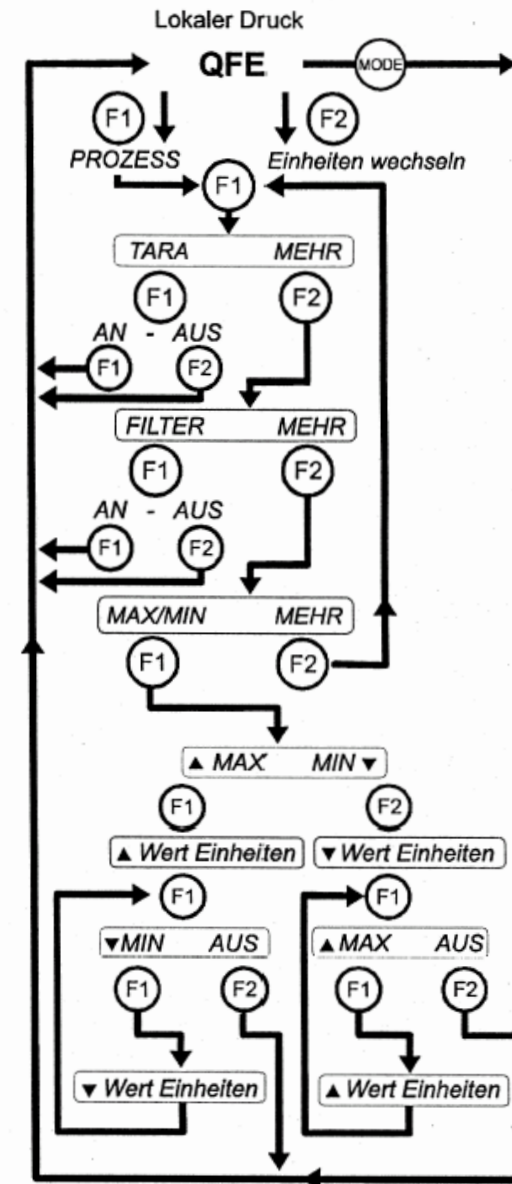 Lokaler Druck
QFE MODE
F1 F2
PROZESS Einheiten wechseln
F1
TARA MEHR
F1 F2
AN - AUS
F1 F2
FILTER MEHR
F1 F2
AN - AUS
F1 F2
MAX/MIN MEHR
F1 F2
▲ MAX MIN ▼
F1 F2
▲ Wert Einheiten ▼ Wert Einheiten
F1 F1
▼MIN AUS ▲MAX AUS
F1 F2 F1 F2
▼ Wert Einheiten ▲ Wert Einheiten